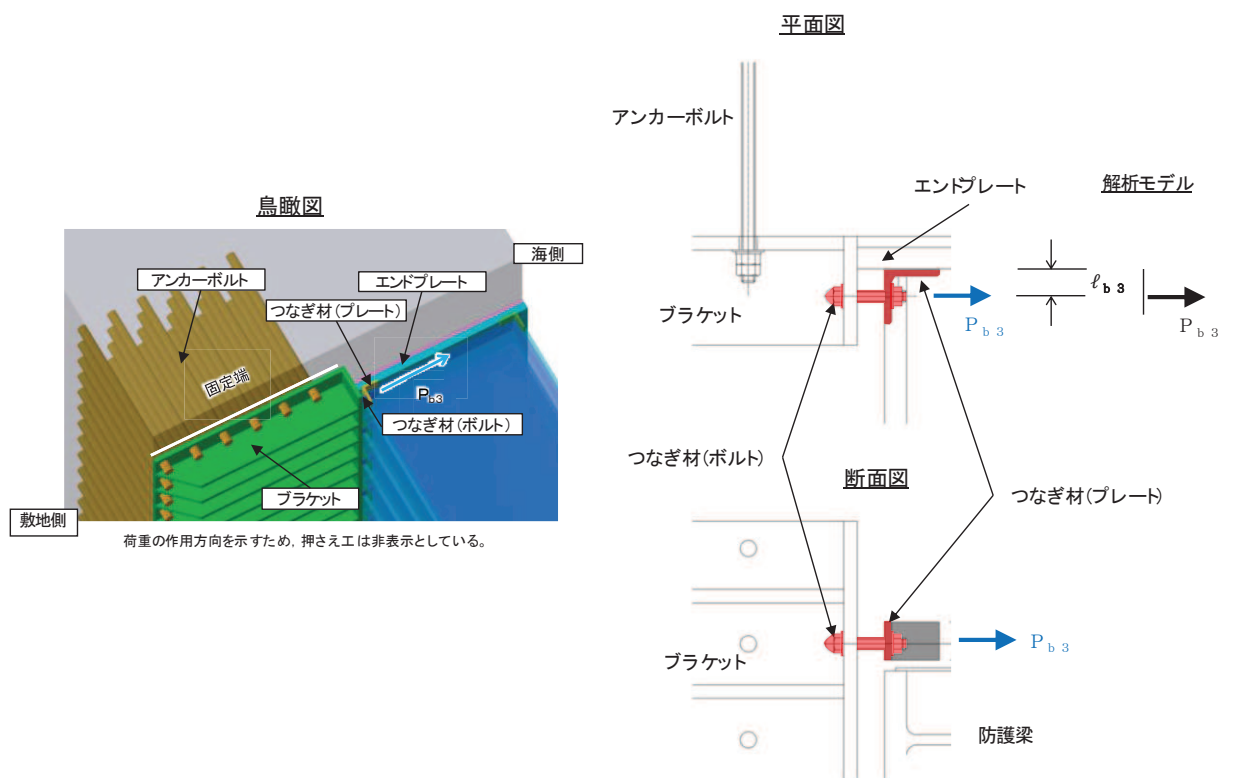 平面図
アンカーボルト
エンドプレート
解析モデル
ℓb3
Pb3
Pb3
ブラケット
鳥瞰図
海側
アンカーボルト
エンドプレート
つなぎ材(プレート)
固定端
Pb3
つなぎ材(ボルト)
ブラケット
敷地側
荷重の作用方向を示すため,押さえ工は非表示としている。
つなぎ材(ボルト)
断面図
つなぎ材(プレート)
Pb3
ブラケット
防護梁